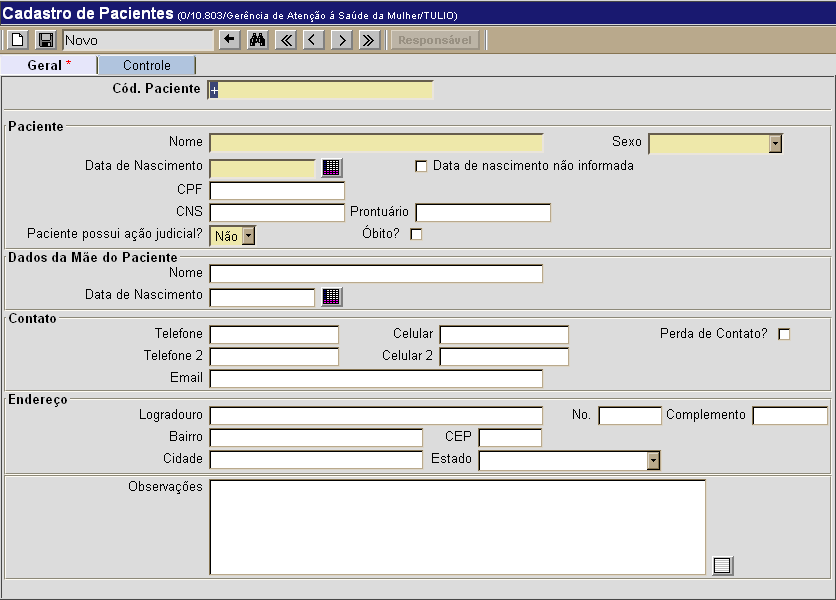 Cadastro de Pacientes (0/10.803/Gerência de Atenção á Saúde da Mulher/TULIO)
Novo Responsável
Geral * Controle
Cód. Paciente +
Paciente
Nome Sexo
Data de Nascimento Data de nascimento não informada
CPF
CNS Prontuário
Paciente possui ação judicial? Não Óbito?
Dados da Mãe do Paciente
Nome
Data de Nascimento
Contato
Telefone Celular Perda de Contato?
Telefone 2 Celular 2
Email
Endereço
Logradouro No. Complemento
Bairro CEP
Cidade Estado
Observações